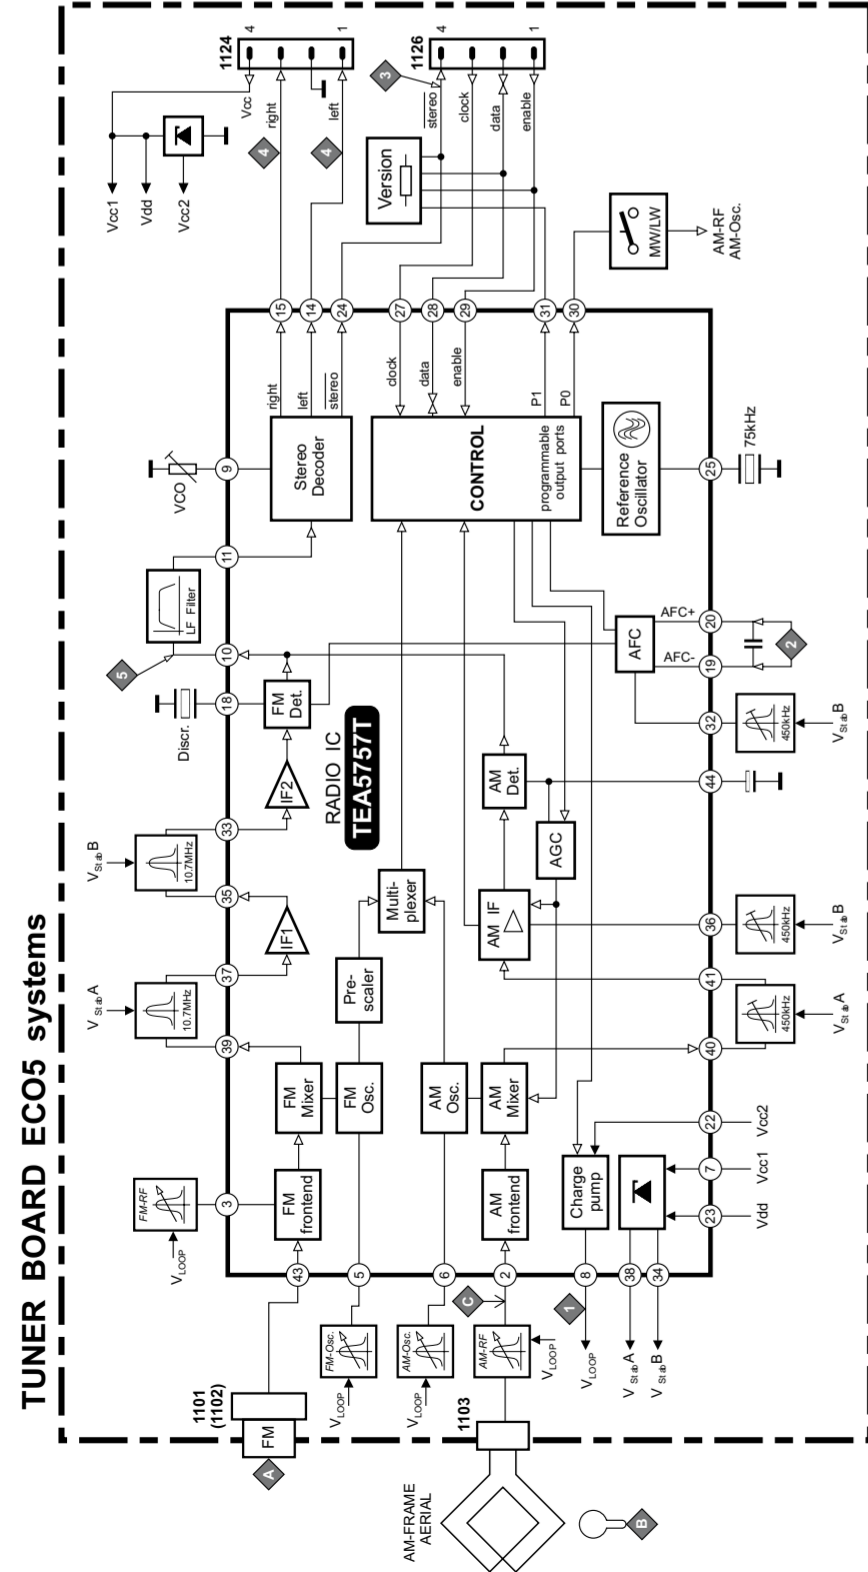 TUNER BOARD ECO5 systems
1101
(1102)
FM
A
FM-RF
V LOOP
3
43
FM
frontend
FM
Mixer
39
V StabA
10.7MHz
37
IF1
35
V StabB
10.7MHz
33
IF2
FM
Det.
18
Discr.
10
5
LF Filter
11
Stereo
Decoder
9
VCO
right
left
stereo
15
14
24
4
4
Vcc1
Vdd
Vcc2
1124
4
1
Vcc
right
left
1126
4
1
3
stereo
clock
data
enable
Version
27
28
29
31
30
clock
data
enable
P1
P0
MW/LW
AM-RF
AM-Osc.
CONTROL
programmable
output ports
Reference
Oscillator
25
75kHz
RADIO IC
TEA5757T
FM-Osc.
V LOOP
5
FM
Osc.
Pre-
scaler
Multi-
plexer
AM-Osc.
V LOOP
6
AM
Osc.
1103
AM-FRAME
AERIAL
B
AM-RF
V LOOP
C
2
AM
frontend
AM
Mixer
AM IF
AM
Det.
AGC
AFC
AFC+
AFC-
20
19
2
32
450kHz
V StabB
44
36
450kHz
V StabB
41
40
450kHz
V StabA
Charge
pump
22
Vcc2
7
Vcc1
23
Vdd
8
1
V LOOP
38
V StabA
34
V StabB